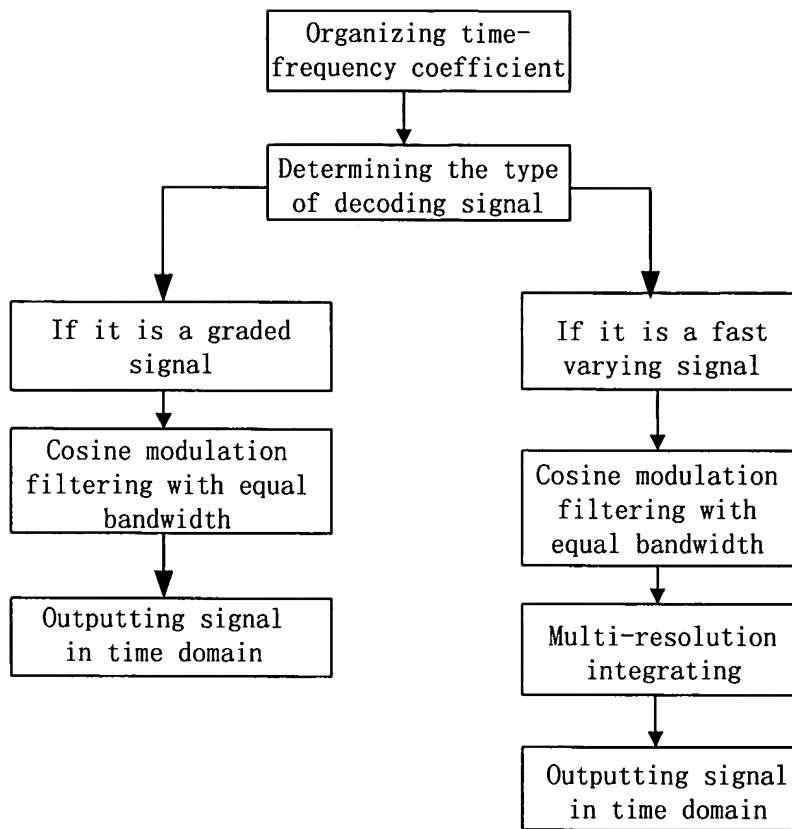 Organizing time-
frequency coefficient
Determining the type
of decoding signal
If it is a graded
signal
Cosine modulation
filtering with equal
bandwidth
Outputting signal
in time domain
If it is a fast
varying signal
Cosine modulation
filtering with
equal bandwidth
Multi-resolution
integrating
Outputting signal
in time domain